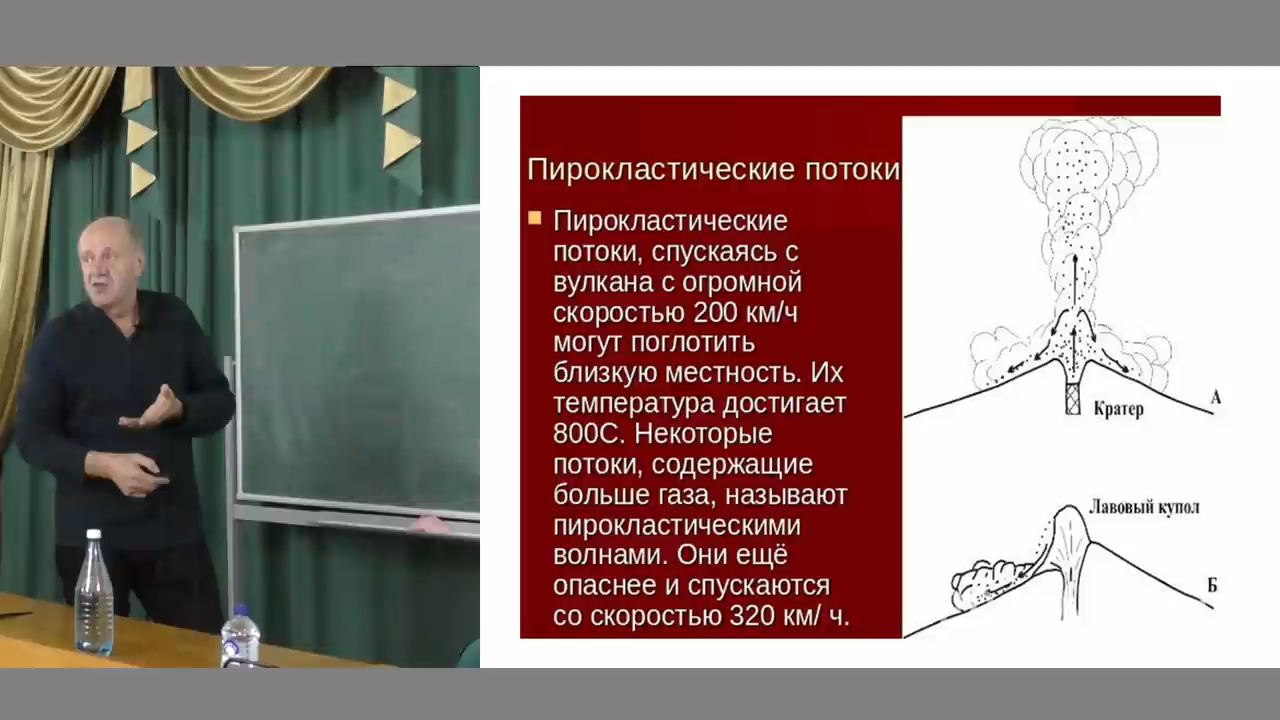 Пирокластические потоки
Пирокластические
потоки, спускаясь с
вулкана с огромной
скоростью 200 км/ч
могут поглотить
близкую местность. Их
температура достигает
800С. Некоторые
потоки, содержащие
больше газа, называют
пирокластическими
волнами. Они ещё
опаснее и спускаются
со скоростью 320 км/ ч.
Кратер
А
Лавовый купол
Б